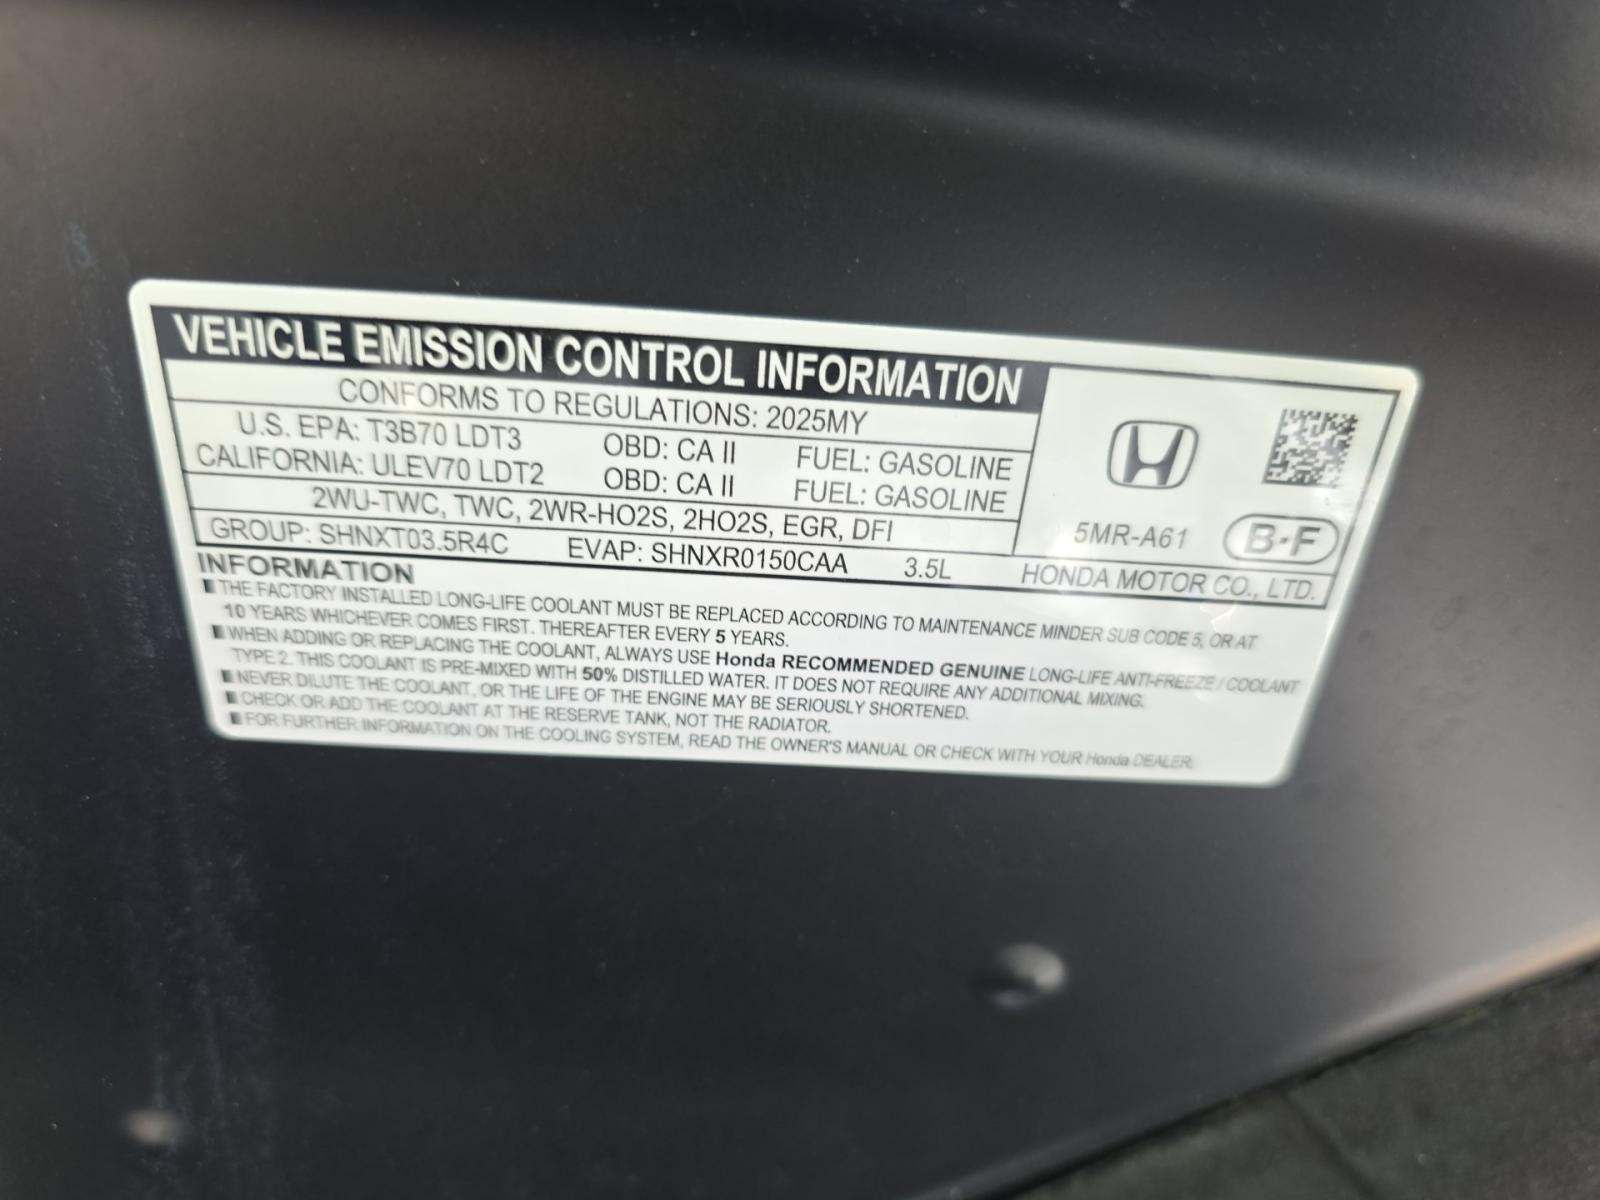 VEHICLE EMISSION CONTROL INFORMATION
CONFORMS TO REGULATIONS: 2025MY
U.S. EPA: T3B70 LDT3 OBD: CA II FUEL: GASOLINE
CALIFORNIA: ULEV70 LDT2 OBD: CA II FUEL: GASOLINE
2WU-TWC, TWC, 2WR-HO2S, 2HO2S, EGR, DFI
5MR-A61 B-F
GROUP: SHNXT03.5R4C EVAP: SHNXR0150CAA 3.5L HONDA MOTOR CO., LTD.
INFORMATION
THE FACTORY INSTALLED LONG-LIFE COOLANT MUST BE REPLACED ACCORDING TO MAINTENANCE MINDER SUB CODE 5, OR AT
10 YEARS WHICHEVER COMES FIRST. THEREAFTER EVERY 5 YEARS.
WHEN ADDING OR REPLACING THE COOLANT, ALWAYS USE Honda RECOMMENDED GENUINE LONG-LIFE ANTI-FREEZE / COOLANT
TYPE 2. THIS COOLANT IS PRE-MIXED WITH 50% DISTILLED WATER. IT DOES NOT REQUIRE ANY ADDITIONAL MIXING.
NEVER DILUTE THE COOLANT, OR THE LIFE OF THE ENGINE MAY BE SERIOUSLY SHORTENED.
CHECK OR ADD THE COOLANT AT THE RESERVE TANK, NOT THE RADIATOR.
FOR FURTHER INFORMATION ON THE COOLING SYSTEM, READ THE OWNER'S MANUAL OR CHECK WITH YOUR Honda DEALER.